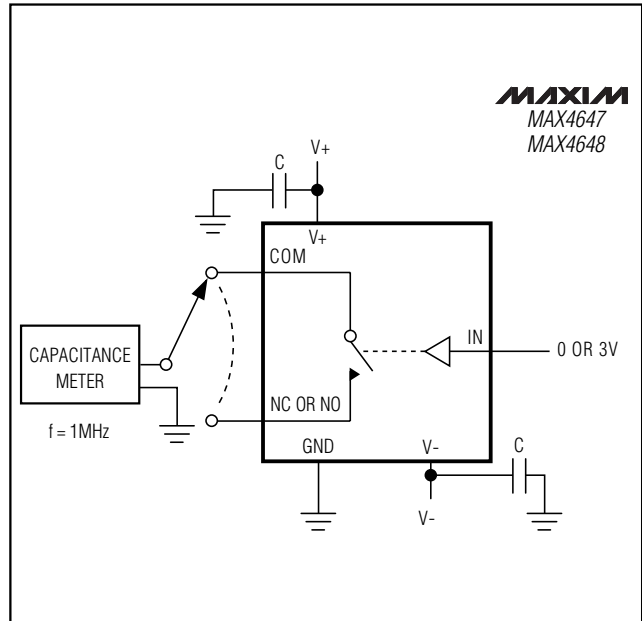 MAXIM
MAX4647
MAX4648
V+
C
V+
COM
IN
0 OR 3V
CAPACITANCE
METER
NC OR NO
f = 1MHz
GND
V-
C
V-